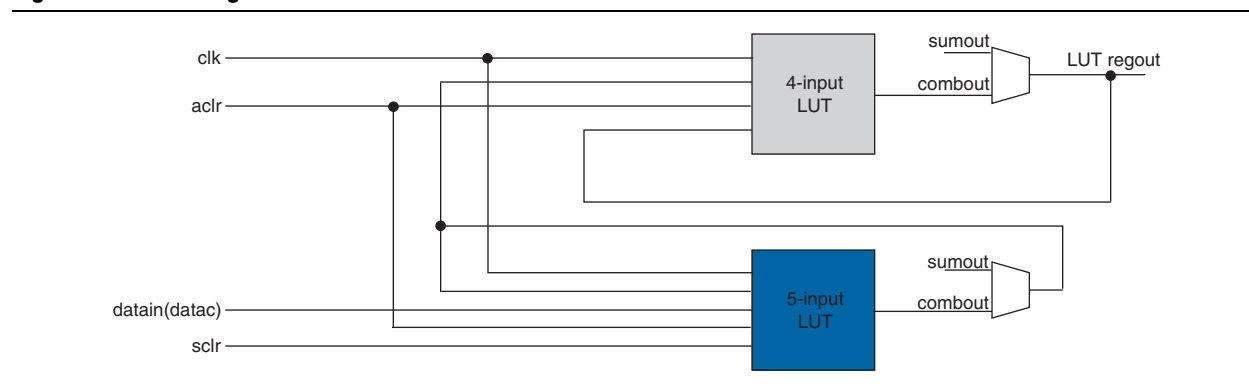 clk
aclr
4-input
LUT
sumout
combout
LUT regout
datain(datac)
sclr
5-input
LUT
sumout
combout